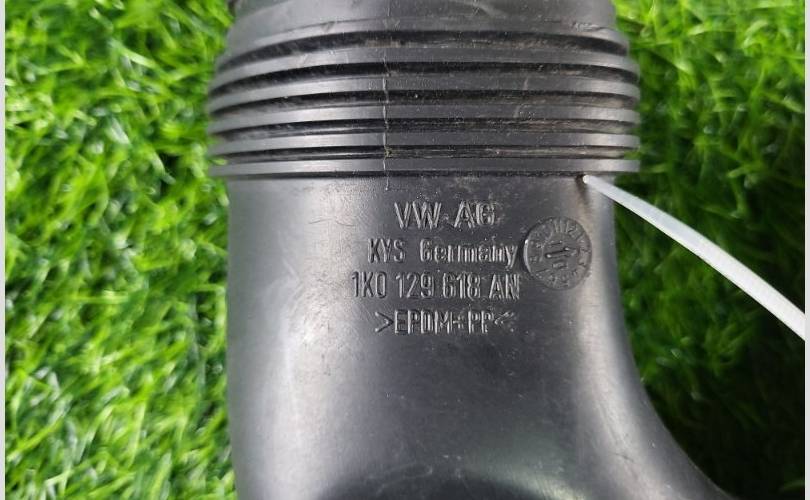 VW AG
KYS Germany
1K0 129 618 AN
>EPDM+PP<